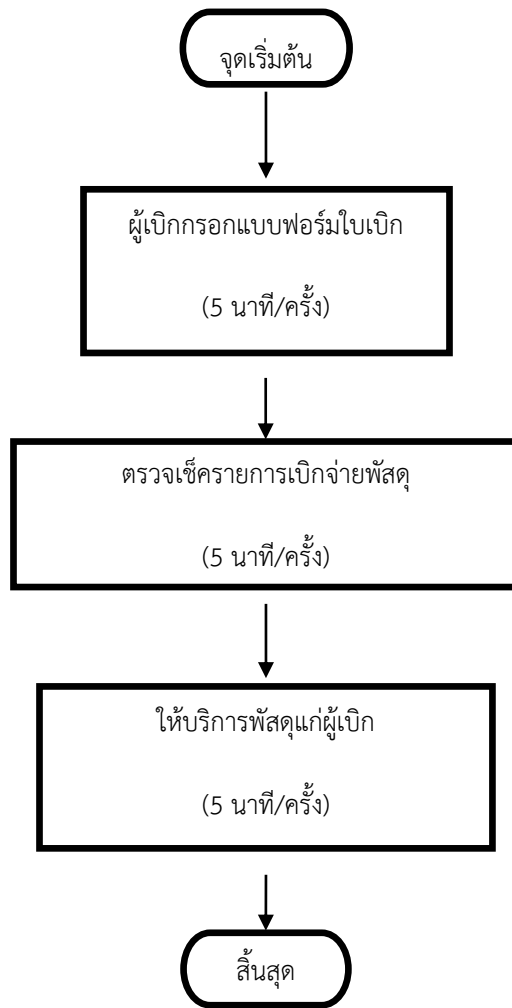 จุดเริ่มต้น
ผู้เบิกกรอกแบบฟอร์มใบเบิก
(5 นาที/ครั้ง)
ตรวจเช็ครายการเบิกจ่ายพัสดุ
(5 นาที/ครั้ง)
ให้บริการพัสดุแก่ผู้เบิก
(5 นาที/ครั้ง)
สิ้นสุด